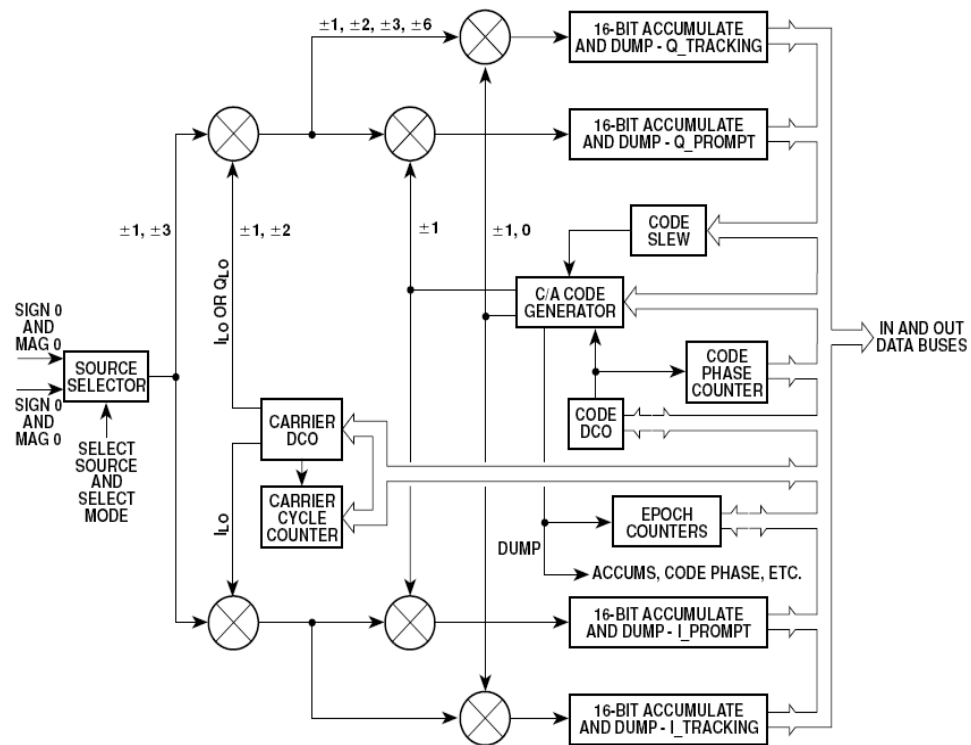 ±1, ±2, ±3, ±6
16-BIT ACCUMULATE
AND DUMP - Q_TRACKING
16-BIT ACCUMULATE
AND DUMP - Q_PROMPT
±1, ±3
±1, ±2
±1
±1, 0
CODE
SLEW
ILO OR QLO
C/A CODE
GENERATOR
SIGN 0
AND
MAG 0
SIGN 0
AND
MAG 0
SOURCE
SELECTOR
SELECT
SOURCE
AND
SELECT
MODE
CODE
PHASE
COUNTER
IN AND OUT
DATA BUSES
CARRIER
DCO
CODE
DCO
CARRIER
CYCLE
COUNTER
ILO
EPOCH
COUNTERS
DUMP
ACCUMS, CODE PHASE, ETC.
16-BIT ACCUMULATE
AND DUMP - I_PROMPT
16-BIT ACCUMULATE
AND DUMP - I_TRACKING